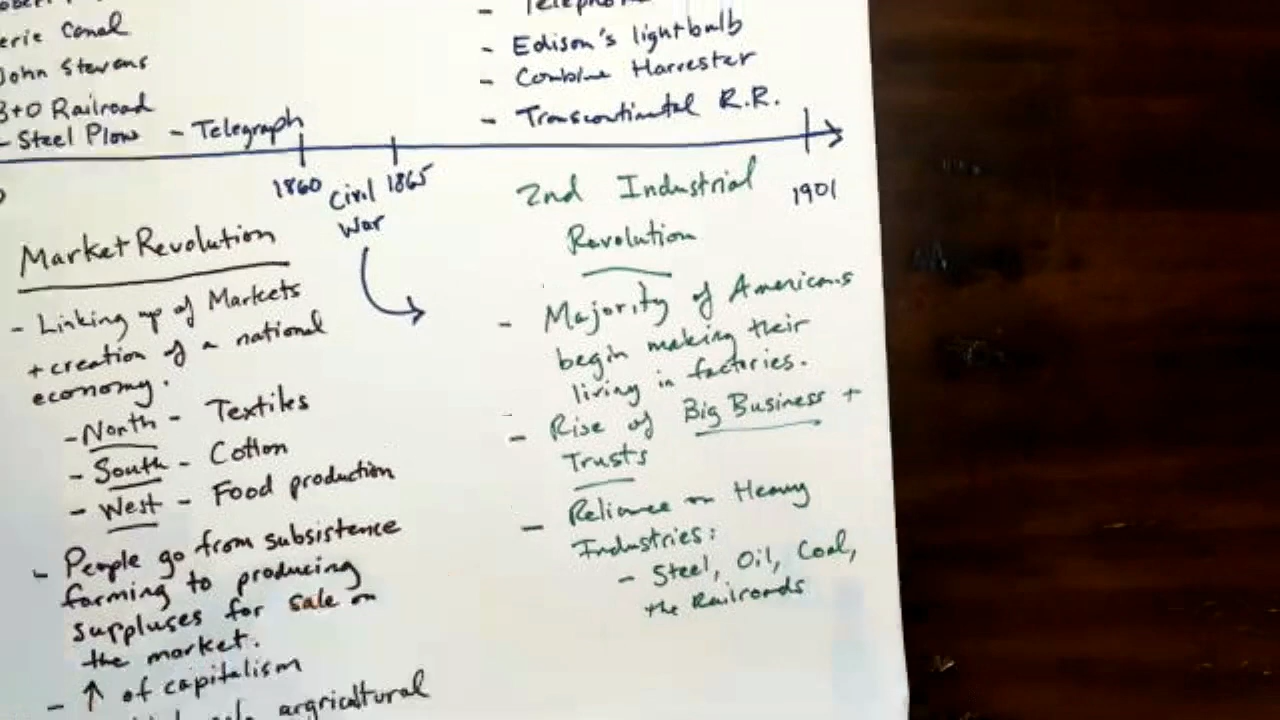 erie Canal
John Stevens
B+O Railroad
- Steel Plow - Telegraph
- Telephone
- Edison's lightbulb
- Combine Harvester
- Transcontinental R.R.
1860
Civil War
1865
1901
Market Revolution
- Linking up of Markets
+ creation of a national
economy.
- North - Textiles
- South - Cotton
- West - Food production
- People go from subsistence
farming to producing
suppluses for sale on
the market.
- ↑ of capitalism
argricultural
2nd Industrial
Revolution
- Majority of Americans
begin making their
living in factories.
- Rise of Big Business +
Trusts
- Reliance on Heavy
Industries:
- Steel, Oil, Coal,
the Railroads